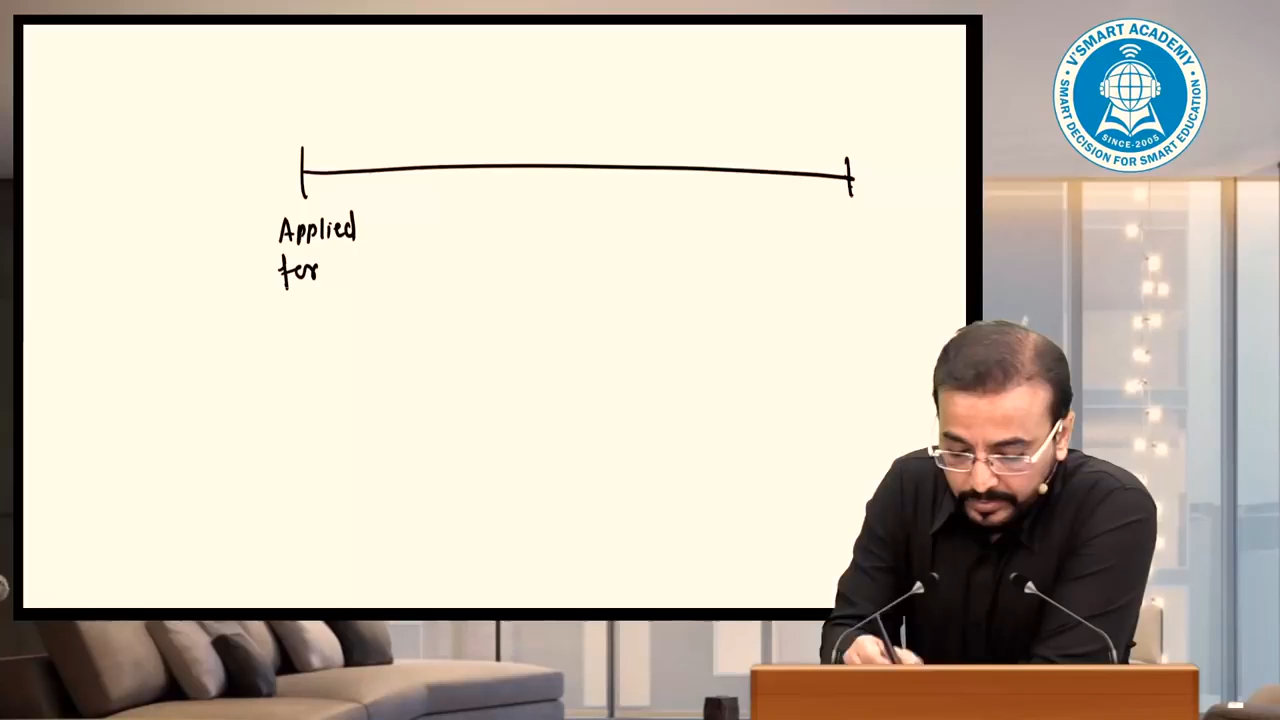 V'SMART ACADEMY
SMART DECISION FOR SMART EDUCATION
SINCE-2005
Applied
for